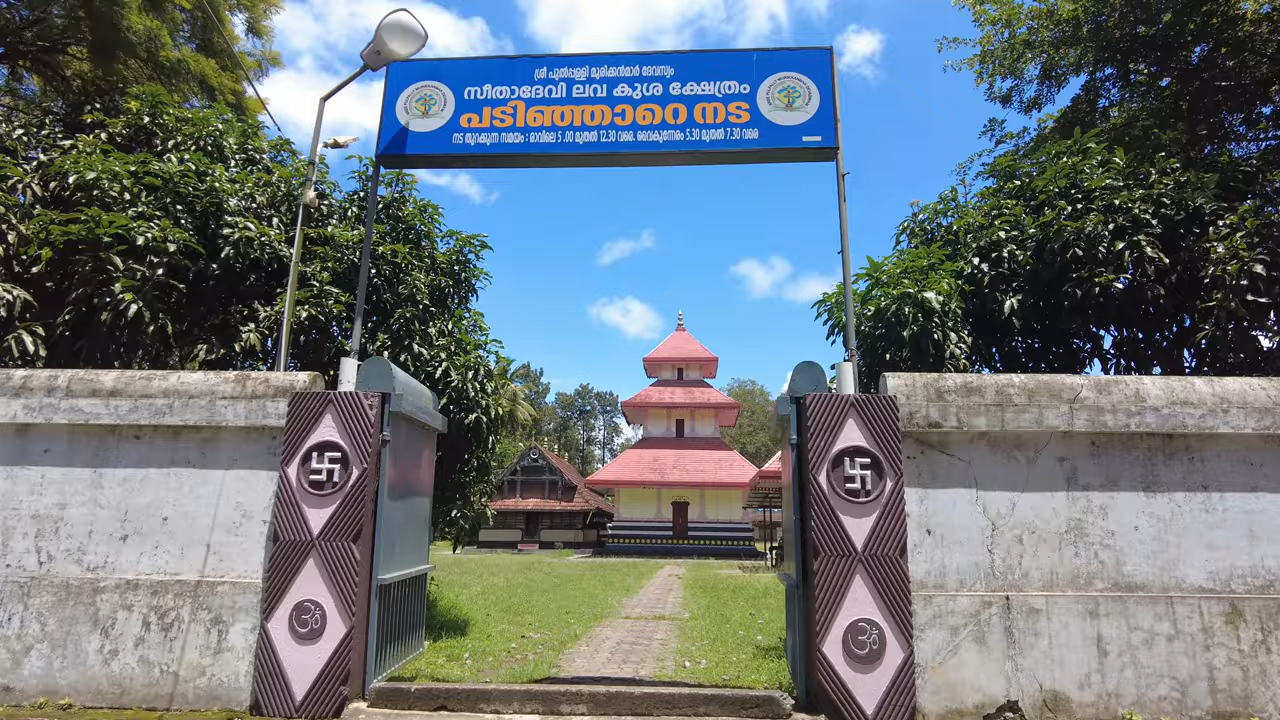 ശ്രീ പുൽപ്പള്ളി മുരിക്കൻമാർ ദേവസ്വം
സീതാദേവി ലവ കുശ ക്ഷേത്രം
പടിഞ്ഞാറെ നട
നട തുറക്കുന്ന സമയം : രാവിലെ 5 .00 മുതൽ 12.30 വരെ. വൈകുന്നേരം 5.30 മുതൽ 7.30 വരെ
ॐ
ॐ